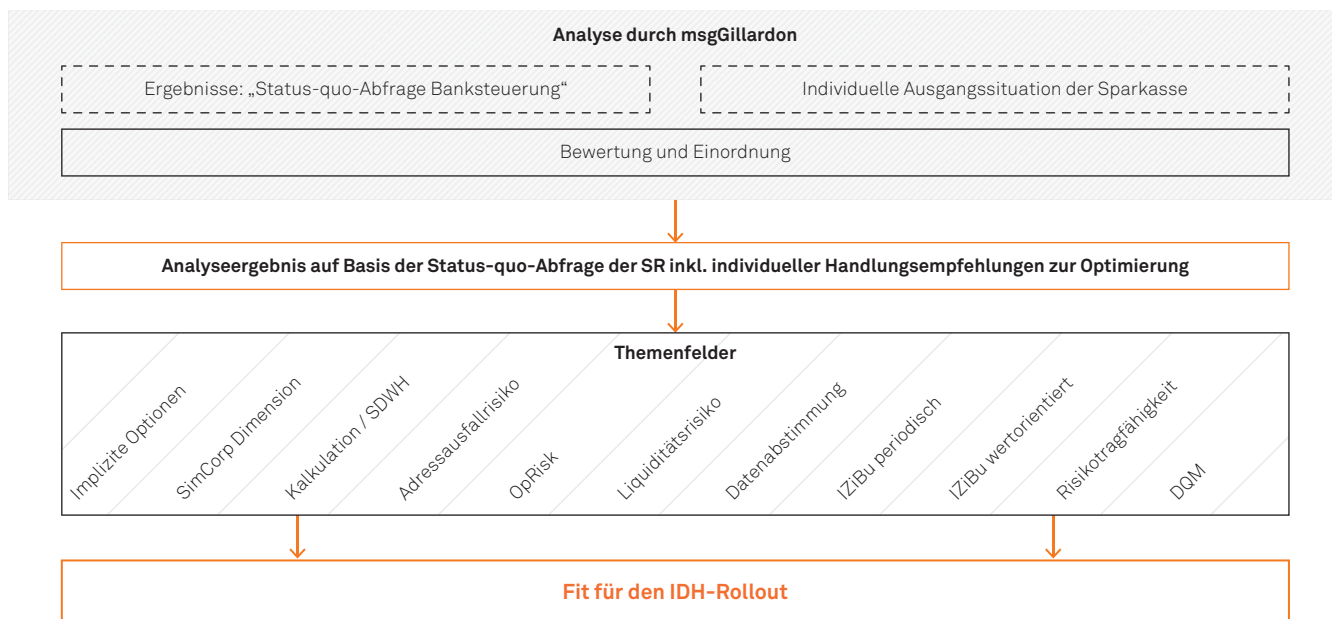 Analyse durch msgGillardon
Ergebnisse: „Status-quo-Abfrage Banksteuerung“
Individuelle Ausgangssituation der Sparkasse
Bewertung und Einordnung
Analyseergebnis auf Basis der Status-quo-Abfrage der SR inkl. individueller Handlungsempfehlungen zur Optimierung
Themenfelder
Implizite Optionen
SimCorp Dimension
Kalkulation / SDWH
Adressausfallrisiko
OpRisk
Liquiditätsrisiko
Datenabstimmung
IZiBu periodisch
IZiBu wertorientiert
Risikotragfähigkeit
DQM
Fit für den IDH-Rollout